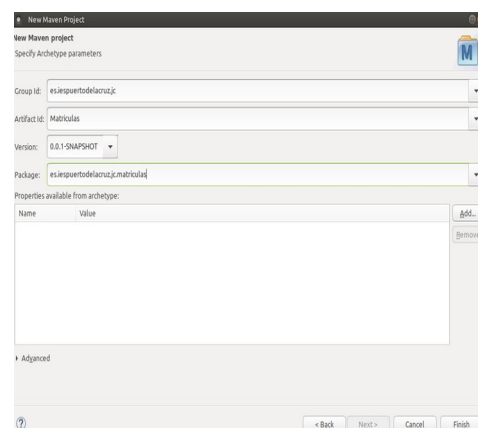 New Maven Project
New Maven project
Specify Archetype parameters
M
Group Id: es.iespuertodelacruz.jc
Artifact Id: Matriculas
Version: 0.0.1-SNAPSHOT
Package: es.iespuertodelacruz.jc.matriculas
Properties available from archetype:
Name Value
Add...
Remove
Advanced
?
< Back Next > Cancel Finish